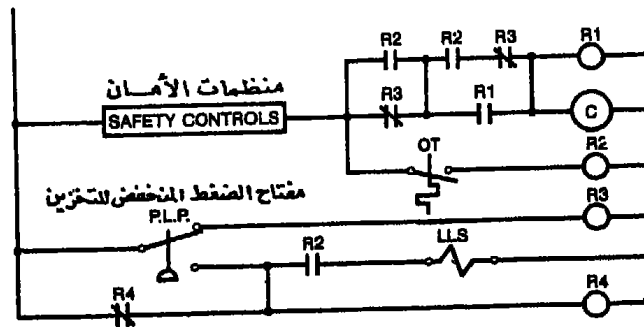 R1
R2 R2 R3
منظمات الأمان
SAFETY CONTROLS
R3 R1 C
OT R2
مفتاح الضغط المنخفض للتخزين
P.L.P. R3
R2 LLS
R4 R4